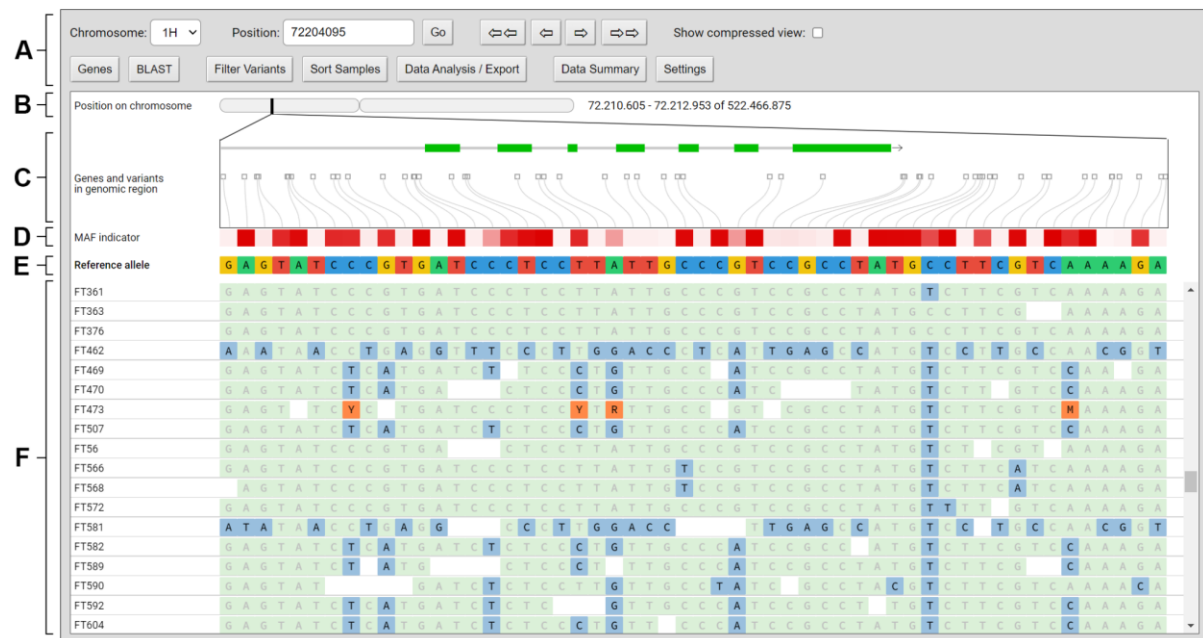 A
Chromosome: 1H Position: 72204095 Go ⇦⇦ ⇦ ⇨ ⇨⇨ Show compressed view:
Genes BLAST Filter Variants Sort Samples Data Analysis / Export Data Summary Settings
B
Position on chromosome 72.210.605 - 72.212.953 of 522.466.875
C
Genes and variants
in genomic region
D
MAF indicator
E
Reference allele G A G T A T C C C G T G A T C C C T C C T T A T T G C C C G T C C G C C T A T G C C T T C G T C A A A A G A
F
FT361 G A G T A T C C C G T G A T C C C T C C T T A T T G C C C G T C C G C C T A T G T C T T C G T C A A A A G A
FT363 G A G T A T C C C G T G A T C C C T C C T T A T T G C C C G T C C G C C T A T G C C T T C G A A A A G A
FT376 G A G T A T C C C G T G A T C C C T C C T T A T T G C C C G T C C G C C T A T G C C T T C G T C A A A A G A
FT462
FT469 G A G T A T C T C A T G A T C T T C C C T G T T G C C A T C C G C C T A T G T C T T C G T C C A A G A
FT470 G A G T A T C T C A T G A C T C C C T G T T G C C C A T C T A T G T C T T G T C C A A A G A
FT473 G A G T T C Y C T G A T C C C T C C Y T R T T G C C G T C C G C C T A T G T C T T C G T C M A A A G A
FT507 G A G T A T C T C A T G A T C T C T C C C T G T T G C C C A T C C G C C T A T G T C T T C G T C C A A A G A
FT56 G A G T A T C C C G T G A C T C C T T A T T G C C C G T C C G C C T A T G T C T C G T A A A A G A
FT566 G A G T A T C C C G T G A T C C C T C C T T A T T G T C C G T C C G C C T A T G T C T T C A T C A A A A G A
FT568 A G T A T C C C G T G A T C C C T C C T T A T T G T C C G T C C G C C T A T G T C T T C A T C A A A A G A
FT572 G A G T A T C C C G T G A T C C C T C C T T A T T G C C C G T C C G C C T A T G T T T T G T C A A A A G A
FT581
FT582 G A G T A T C T C A T G A T C T C T C C C T G T T G C C C A T C C G C C A T G T C T T C G T C C A A A G A
FT589 G A G T A T C T A T G C T C C C T T T G C C C A T C C G C C T A T G T C T T C G C A A A G A
FT590 G A G T A T G A T C T C T C C T T G T T G C C T A T C G C C T A C G T C T T C G T C A A A A C A
FT592 G A G T A T C T C A T G A T C T C T C G T T G C C C A T C C G C C T T G T C T T C G T C C A A A G A
FT604 G A G T A T C T C A T G A T C T C T C C C T G T T C C C A T C C G C C T A T G T C T T C G T C C A A A G A